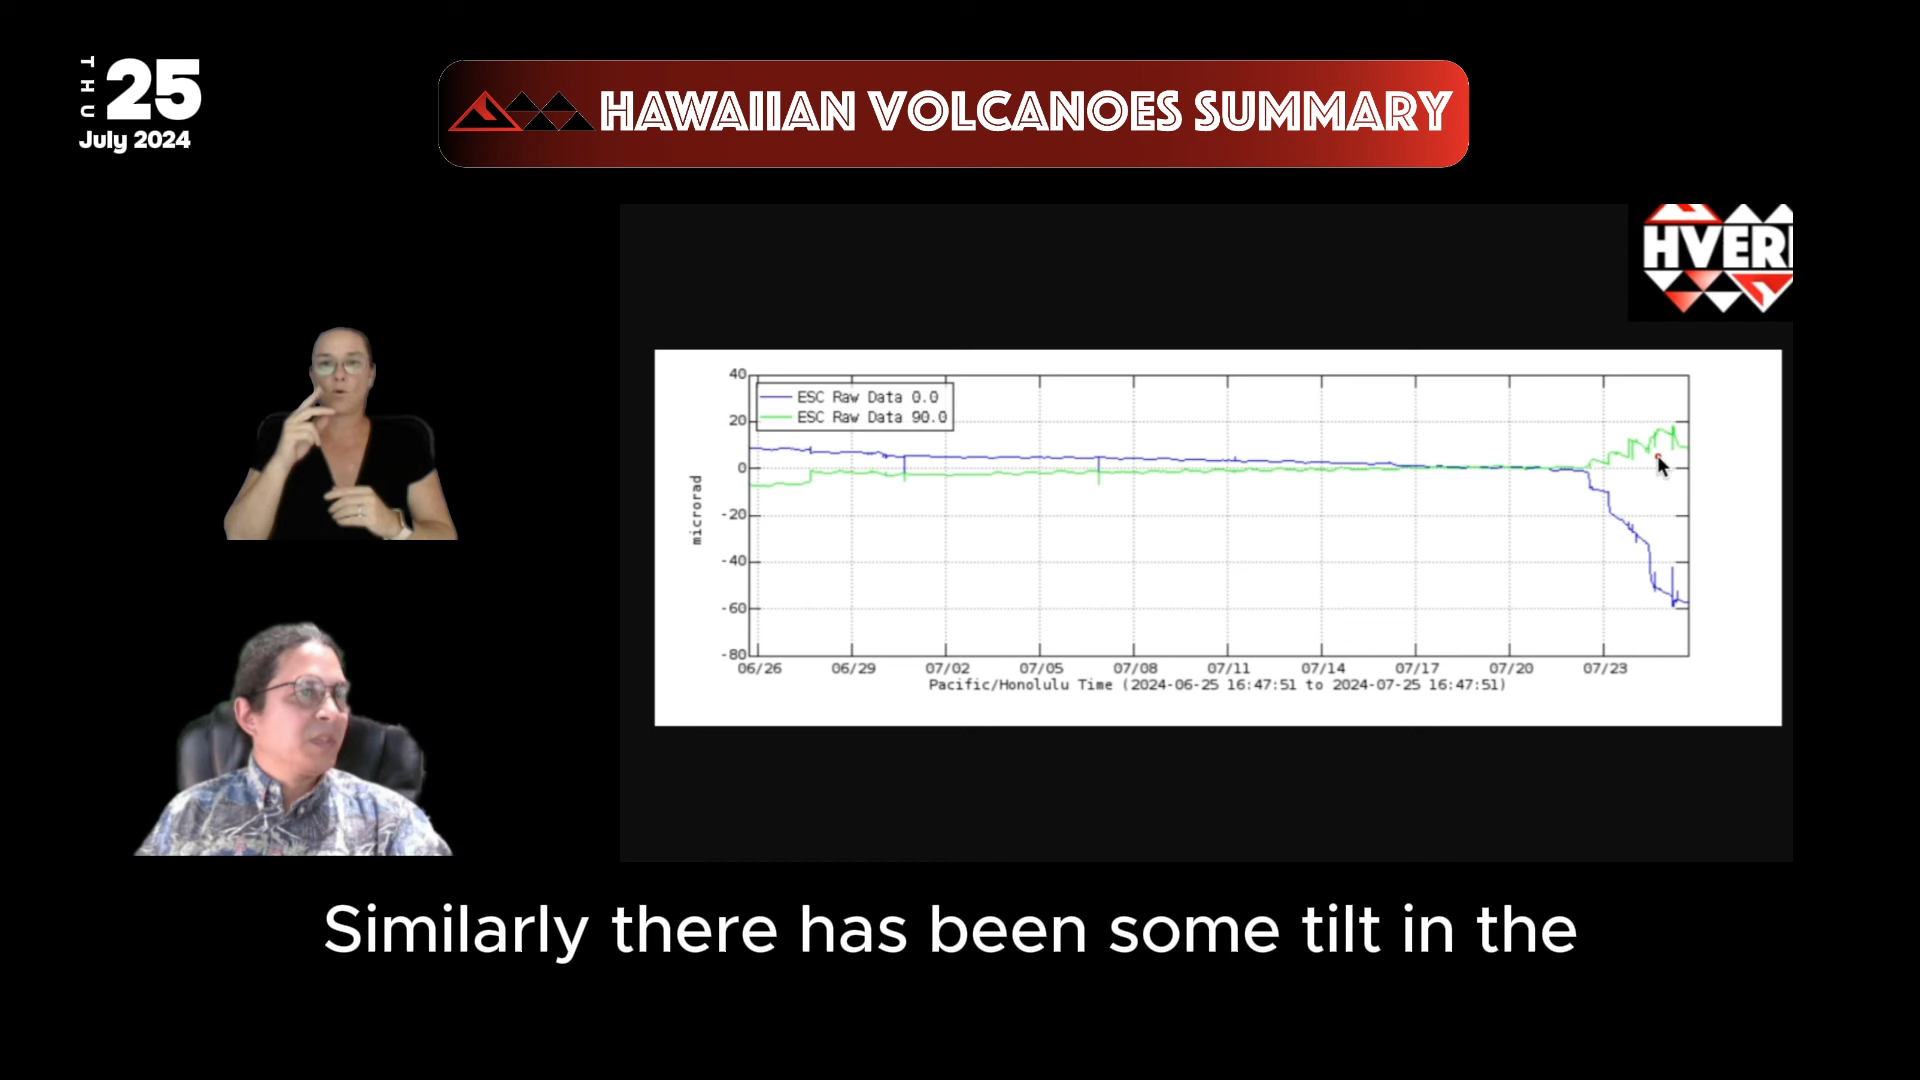 THU
25
July 2024
HAWAIIAN VOLCANOES SUMMARY
HVER
ESC Raw Data 0.0
ESC Raw Data 90.0
40
20
0
-20
-40
-60
-80
microrad
06/26 06/29 07/02 07/05 07/08 07/11 07/14 07/17 07/20 07/23
Pacific/Honolulu Time (2024-06-25 16:47:51 to 2024-07-25 16:47:51)
Similarly there has been some tilt in the